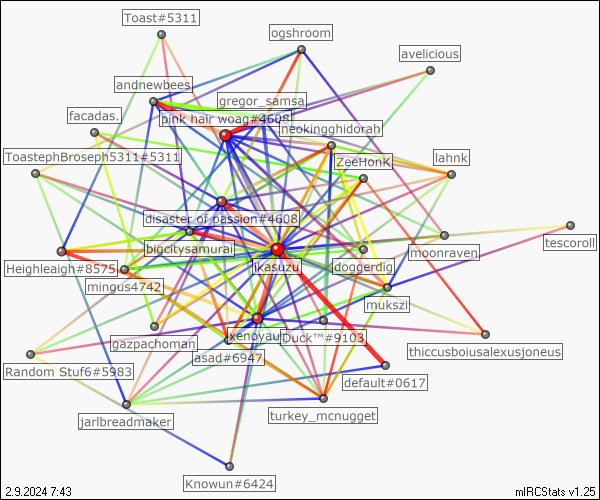 Toast#5311
ogshroom
avelicious
andnewbees
gregor_samsa
facadas.
pink hair woag#4608
neokingghidorah
ToastephBroseph5311#5311
ZeeHonK
lahnk
disaster of passion#4608
tescoroll
bigcitysamurai
moonraven
Heighleaigh#8575
ikasuzu
doggerdig
mingus4742
mukszi
gazpachoman
xenoyaup
Duck™#9103
thiccusboiusalexusjoneus
asad#6947
Random Stuf6#5983
default#0617
jarlbreadmaker
turkey_mcnugget
Knowun#6424
2.9.2024 7:43
mIRCStats v1.25